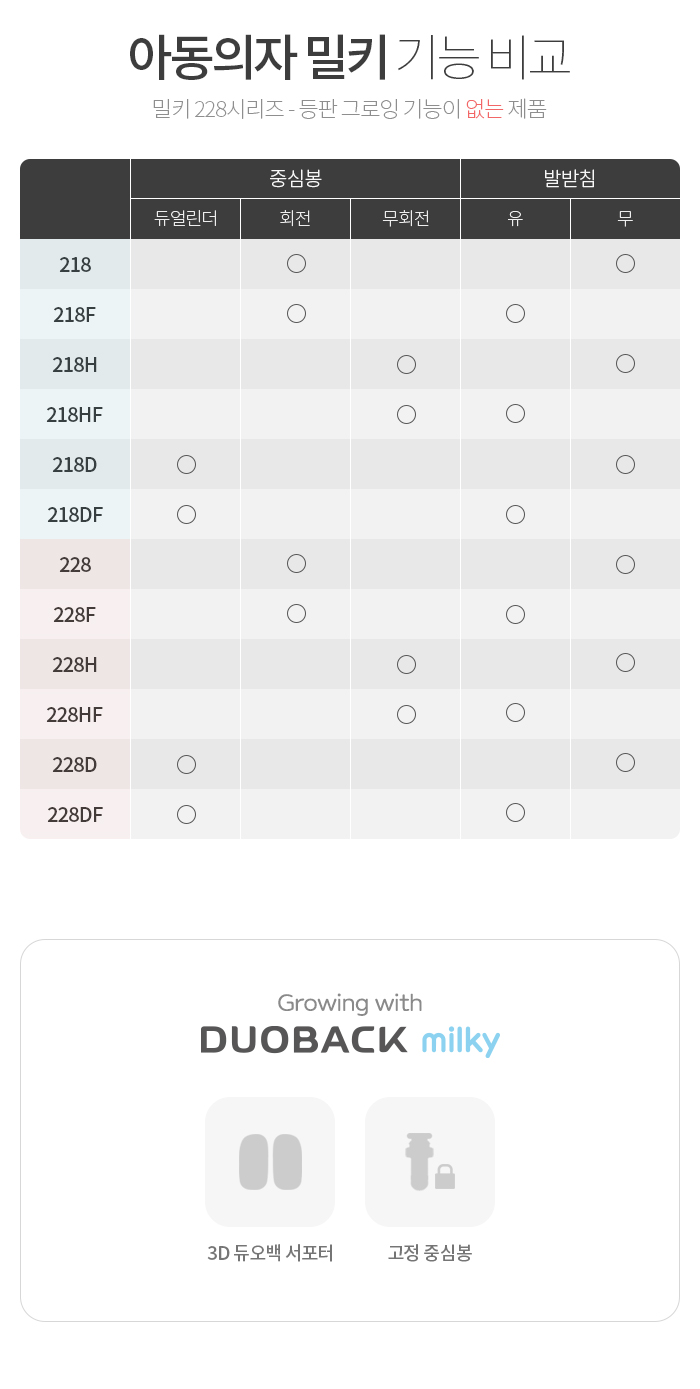 아동의자 밀키 기능 비교
밀키 228시리즈 - 등판 그로잉 기능이 없는 제품
중심봉 발받침
듀얼린더 회전 무회전 유 무
218 ○ ○
218F ○ ○
218H ○ ○
218HF ○ ○
218D ○ ○
218DF ○ ○
228 ○ ○
228F ○ ○
228H ○ ○
228HF ○ ○
228D ○ ○
228DF ○ ○
Growing with
DUOBACK milky
3D 듀오백 서포터 고정 중심봉